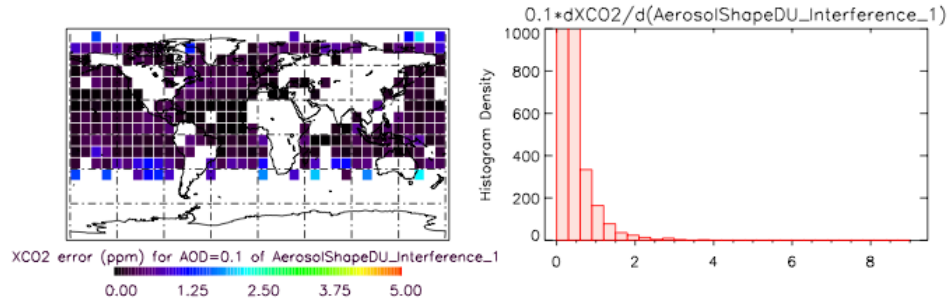 0.1*dXCO2/d(AerosolShapeDU_Interference_1)
XCO2 error (ppm) for AOD=0.1 of AerosolShapeDU_Interference_1
0.00 1.25 2.50 3.75 5.00
Histogram Density
1000
800
600
400
200
0
0 2 4 6 8